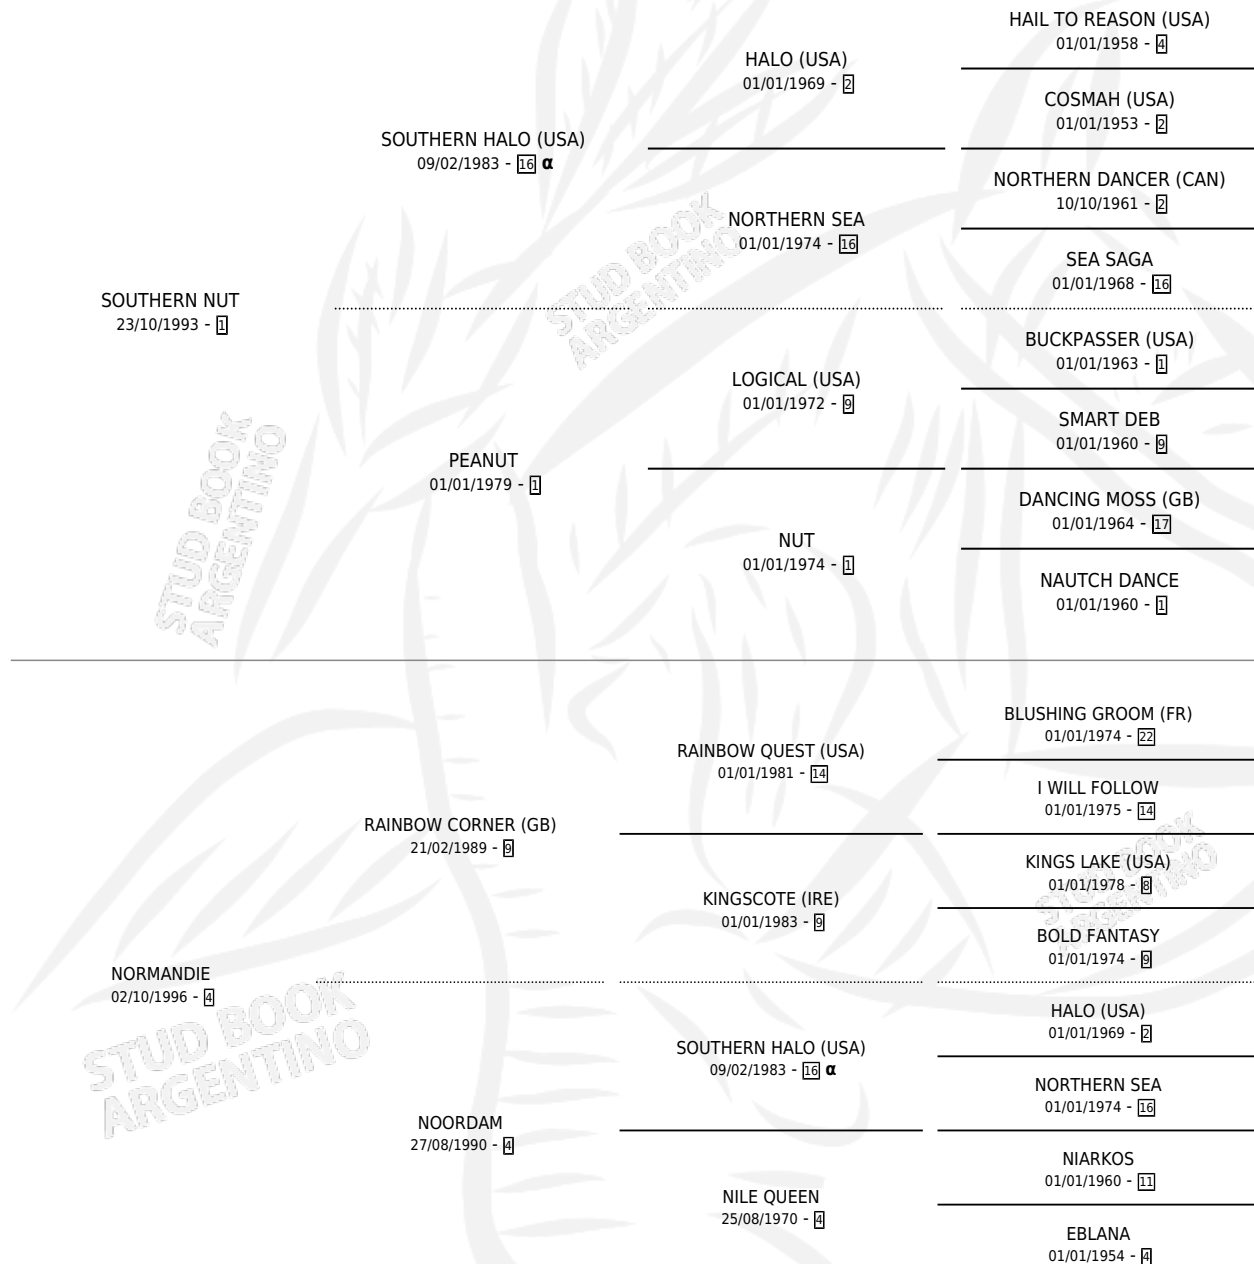 HAIL TO REASON (USA)
01/01/1958 - 4
HALO (USA)
01/01/1969 - 2
COSMAH (USA)
01/01/1953 - 2
SOUTHERN HALO (USA)
09/02/1983 - 16 α
NORTHERN DANCER (CAN)
10/10/1961 - 2
NORTHERN SEA
01/01/1974 - 16
SEA SAGA
01/01/1968 - 16
STUD BOOK
ARGENTINO
SOUTHERN NUT
23/10/1993 - 1
BUCKPASSER (USA)
01/01/1963 - 1
LOGICAL (USA)
01/01/1972 - 9
SMART DEB
01/01/1960 - 9
PEANUT
01/01/1979 - 1
DANCING MOSS (GB)
01/01/1964 - 17
NUT
01/01/1974 - 1
NAUTCH DANCE
01/01/1960 - 1
STUD BOOK
ARGENTINO
BLUSHING GROOM (FR)
01/01/1974 - 22
RAINBOW QUEST (USA)
01/01/1981 - 14
I WILL FOLLOW
01/01/1975 - 14
RAINBOW CORNER (GB)
21/02/1989 - 9
KINGS LAKE (USA)
01/01/1978 - 8
KINGSCOTE (IRE)
01/01/1983 - 9
BOLD FANTASY
01/01/1974 - 9
STUD BOOK
ARGENTINO
NORMANDIE
02/10/1996 - 4
HALO (USA)
01/01/1969 - 2
SOUTHERN HALO (USA)
09/02/1983 - 16 α
NORTHERN SEA
01/01/1974 - 16
NOORDAM
27/08/1990 - 4
NIARKOS
01/01/1960 - 11
NILE QUEEN
25/08/1970 - 4
EBLANA
01/01/1954 - 4
STUD BOOK
ARGENTINO